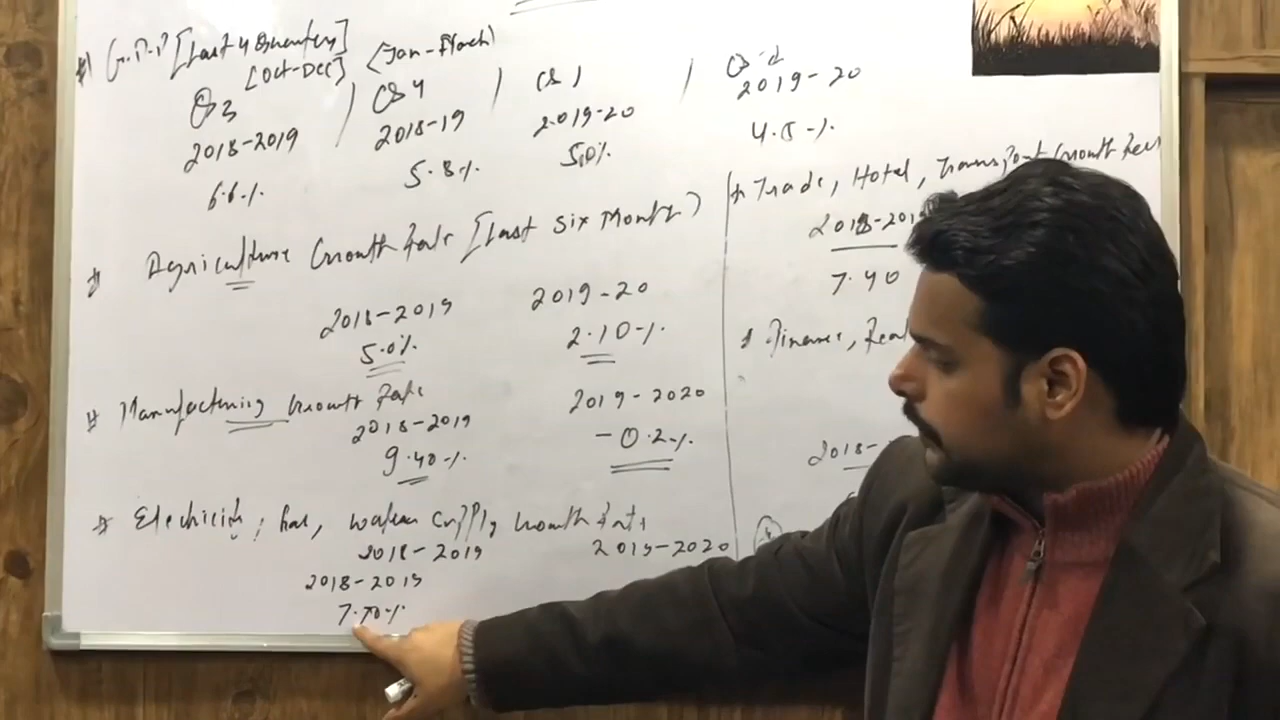 G.D.P [Last 4 Quarters]
[Oct-Dec] [Jan-March]
Q3 / Q4 / Q1 / Q2
2018-2019 2018-19 2019-20 2019-20
6.6% 5.8% 5.0% 4.5%
Agriculture Growth Rate [Last Six Month)
2018-2019 2019-20
5.0% 2.10%
Manufacturing Growth Rate
2018-2019 2019-2020
9.40% -0.2%
Electricity, Gas, Water Supply Growth Rate
2018-2019 2019-2020
2018-2019
7.70%
Trade, Hotel, Transport Growth
2018-201
7.40
Finance, Real
2018-